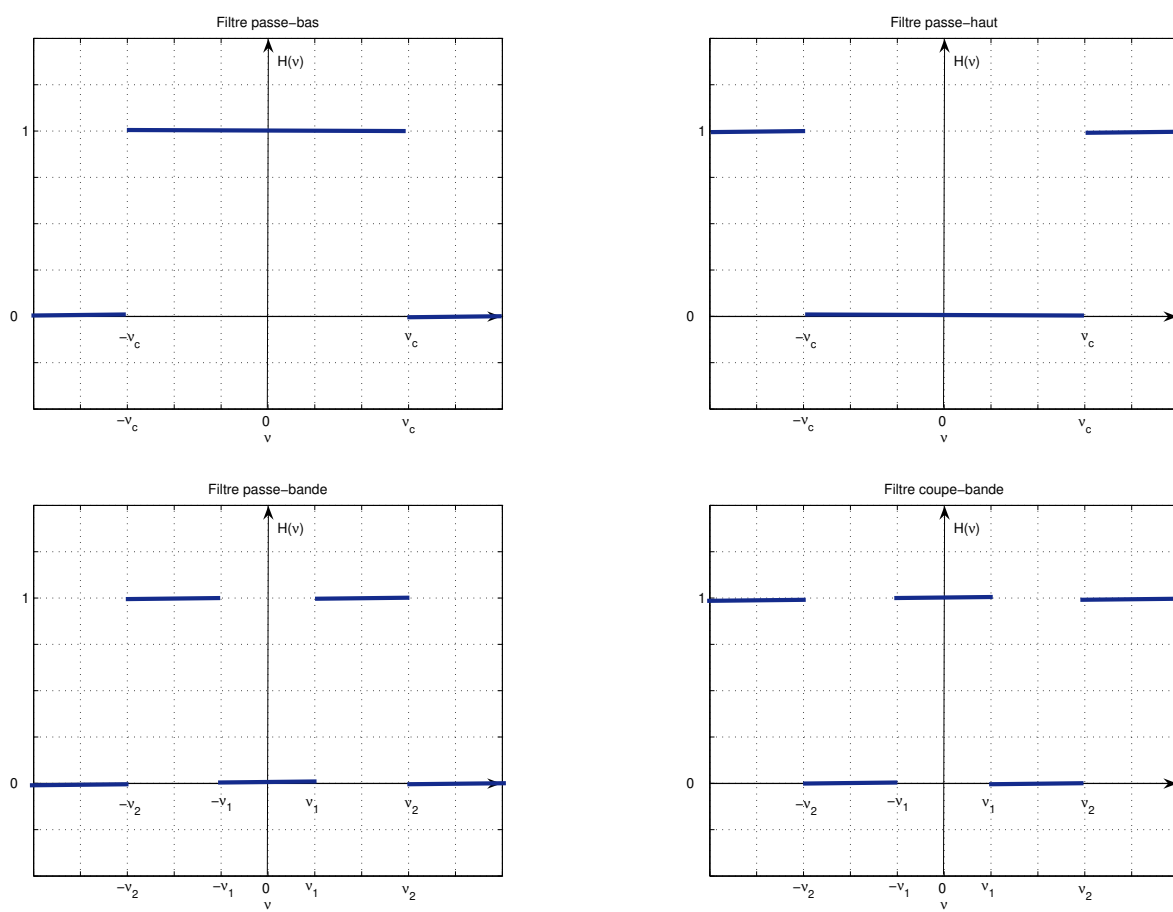 Filtre passe−bas
H(ν)
1
0
−ν_c
ν_c
−ν_c
0
ν_c
ν
Filtre passe−haut
H(ν)
1
0
−ν_c
ν_c
−ν_c
0
ν_c
ν
Filtre passe−bande
H(ν)
1
0
−ν_2
−ν_1
ν_1
ν_2
−ν_2
−ν_1
0
ν_1
ν_2
ν
Filtre coupe−bande
H(ν)
1
0
−ν_2
−ν_1
ν_1
ν_2
−ν_2
−ν_1
0
ν_1
ν_2
ν